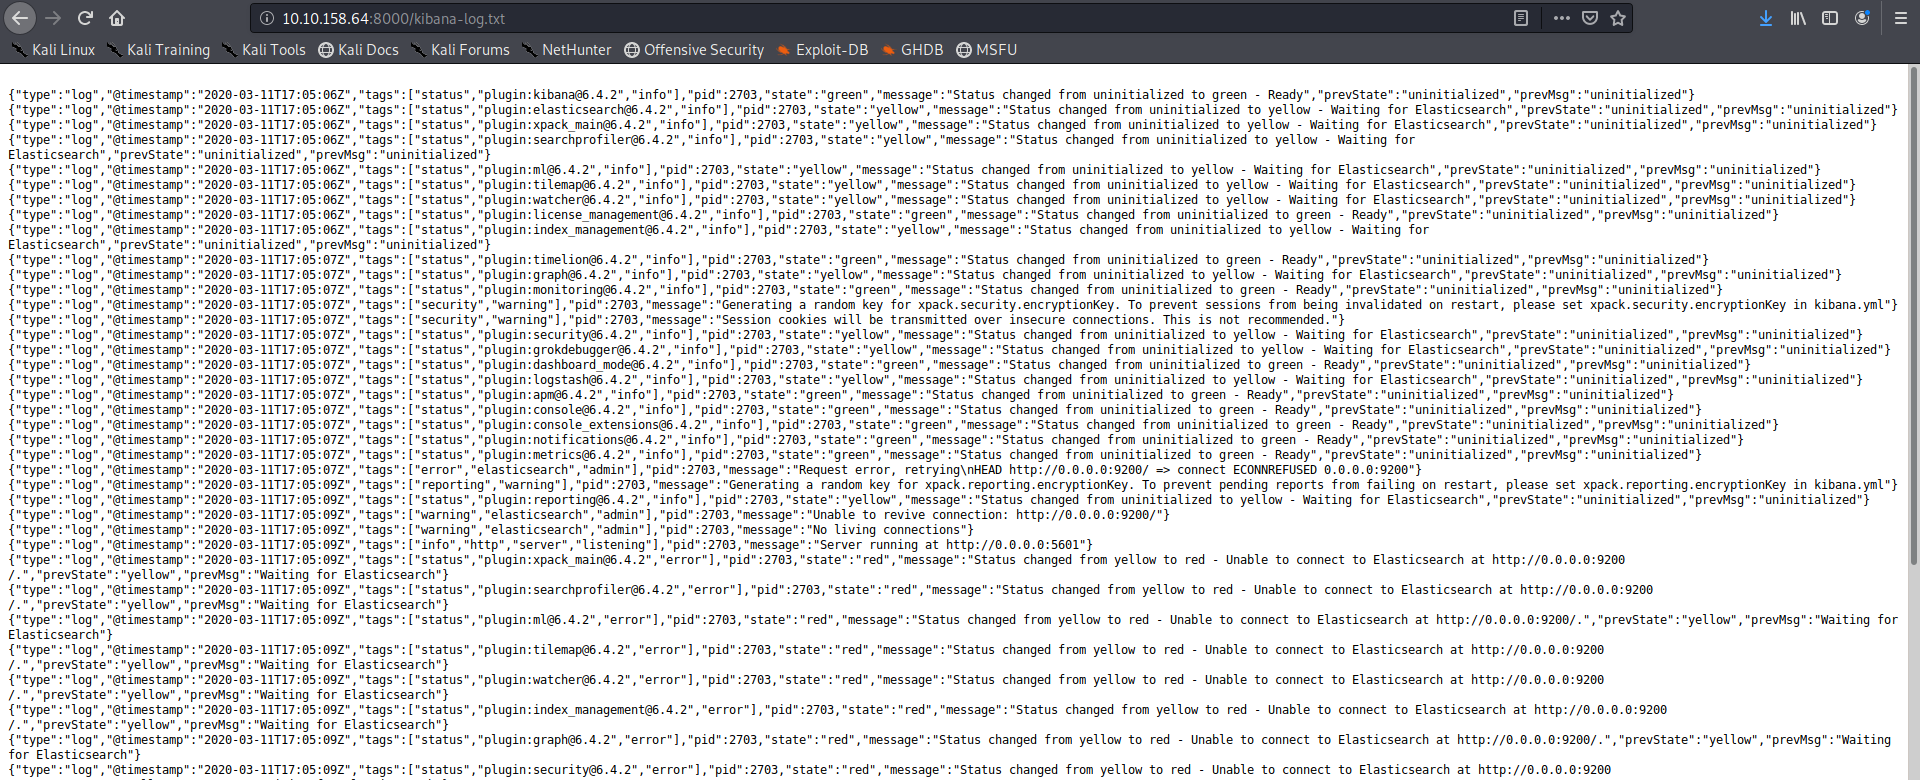 10.10.158.64:8000/kibana-log.txt
Kali Linux Kali Training Kali Tools Kali Docs Kali Forums NetHunter Offensive Security Exploit-DB GHDB MSFU
{"type":"log","@timestamp":"2020-03-11T17:05:06Z","tags":["status","plugin:kibana@6.4.2","info"],"pid":2703,"state":"green","message":"Status changed from uninitialized to green - Ready","prevState":"uninitialized","prevMsg":"uninitialized"}
{"type":"log","@timestamp":"2020-03-11T17:05:06Z","tags":["status","plugin:elasticsearch@6.4.2","info"],"pid":2703,"state":"yellow","message":"Status changed from uninitialized to yellow - Waiting for Elasticsearch","prevState":"uninitialized","prevMsg":"uninitialized"}
{"type":"log","@timestamp":"2020-03-11T17:05:06Z","tags":["status","plugin:xpack_main@6.4.2","info"],"pid":2703,"state":"yellow","message":"Status changed from uninitialized to yellow - Waiting for Elasticsearch","prevState":"uninitialized","prevMsg":"uninitialized"}
{"type":"log","@timestamp":"2020-03-11T17:05:06Z","tags":["status","plugin:searchprofiler@6.4.2","info"],"pid":2703,"state":"yellow","message":"Status changed from uninitialized to yellow - Waiting for
Elasticsearch","prevState":"uninitialized","prevMsg":"uninitialized"}
{"type":"log","@timestamp":"2020-03-11T17:05:06Z","tags":["status","plugin:ml@6.4.2","info"],"pid":2703,"state":"yellow","message":"Status changed from uninitialized to yellow - Waiting for Elasticsearch","prevState":"uninitialized","prevMsg":"uninitialized"}
{"type":"log","@timestamp":"2020-03-11T17:05:06Z","tags":["status","plugin:tilemap@6.4.2","info"],"pid":2703,"state":"yellow","message":"Status changed from uninitialized to yellow - Waiting for Elasticsearch","prevState":"uninitialized","prevMsg":"uninitialized"}
{"type":"log","@timestamp":"2020-03-11T17:05:06Z","tags":["status","plugin:watcher@6.4.2","info"],"pid":2703,"state":"yellow","message":"Status changed from uninitialized to yellow - Waiting for Elasticsearch","prevState":"uninitialized","prevMsg":"uninitialized"}
{"type":"log","@timestamp":"2020-03-11T17:05:06Z","tags":["status","plugin:license_management@6.4.2","info"],"pid":2703,"state":"green","message":"Status changed from uninitialized to green - Ready","prevState":"uninitialized","prevMsg":"uninitialized"}
{"type":"log","@timestamp":"2020-03-11T17:05:06Z","tags":["status","plugin:index_management@6.4.2","info"],"pid":2703,"state":"yellow","message":"Status changed from uninitialized to yellow - Waiting for
Elasticsearch","prevState":"uninitialized","prevMsg":"uninitialized"}
{"type":"log","@timestamp":"2020-03-11T17:05:07Z","tags":["status","plugin:timelion@6.4.2","info"],"pid":2703,"state":"green","message":"Status changed from uninitialized to green - Ready","prevState":"uninitialized","prevMsg":"uninitialized"}
{"type":"log","@timestamp":"2020-03-11T17:05:07Z","tags":["status","plugin:graph@6.4.2","info"],"pid":2703,"state":"yellow","message":"Status changed from uninitialized to yellow - Waiting for Elasticsearch","prevState":"uninitialized","prevMsg":"uninitialized"}
{"type":"log","@timestamp":"2020-03-11T17:05:07Z","tags":["status","plugin:monitoring@6.4.2","info"],"pid":2703,"state":"green","message":"Status changed from uninitialized to green - Ready","prevState":"uninitialized","prevMsg":"uninitialized"}
{"type":"log","@timestamp":"2020-03-11T17:05:07Z","tags":["security","warning"],"pid":2703,"message":"Generating a random key for xpack.security.encryptionKey. To prevent sessions from being invalidated on restart, please set xpack.security.encryptionKey in kibana.yml"}
{"type":"log","@timestamp":"2020-03-11T17:05:07Z","tags":["security","warning"],"pid":2703,"message":"Session cookies will be transmitted over insecure connections. This is not recommended."}
{"type":"log","@timestamp":"2020-03-11T17:05:07Z","tags":["status","plugin:security@6.4.2","info"],"pid":2703,"state":"yellow","message":"Status changed from uninitialized to yellow - Waiting for Elasticsearch","prevState":"uninitialized","prevMsg":"uninitialized"}
{"type":"log","@timestamp":"2020-03-11T17:05:07Z","tags":["status","plugin:grokdebugger@6.4.2","info"],"pid":2703,"state":"yellow","message":"Status changed from uninitialized to yellow - Waiting for Elasticsearch","prevState":"uninitialized","prevMsg":"uninitialized"}
{"type":"log","@timestamp":"2020-03-11T17:05:07Z","tags":["status","plugin:dashboard_mode@6.4.2","info"],"pid":2703,"state":"green","message":"Status changed from uninitialized to green - Ready","prevState":"uninitialized","prevMsg":"uninitialized"}
{"type":"log","@timestamp":"2020-03-11T17:05:07Z","tags":["status","plugin:logstash@6.4.2","info"],"pid":2703,"state":"yellow","message":"Status changed from uninitialized to yellow - Waiting for Elasticsearch","prevState":"uninitialized","prevMsg":"uninitialized"}
{"type":"log","@timestamp":"2020-03-11T17:05:07Z","tags":["status","plugin:apm@6.4.2","info"],"pid":2703,"state":"green","message":"Status changed from uninitialized to green - Ready","prevState":"uninitialized","prevMsg":"uninitialized"}
{"type":"log","@timestamp":"2020-03-11T17:05:07Z","tags":["status","plugin:console@6.4.2","info"],"pid":2703,"state":"green","message":"Status changed from uninitialized to green - Ready","prevState":"uninitialized","prevMsg":"uninitialized"}
{"type":"log","@timestamp":"2020-03-11T17:05:07Z","tags":["status","plugin:console_extensions@6.4.2","info"],"pid":2703,"state":"green","message":"Status changed from uninitialized to green - Ready","prevState":"uninitialized","prevMsg":"uninitialized"}
{"type":"log","@timestamp":"2020-03-11T17:05:07Z","tags":["status","plugin:notifications@6.4.2","info"],"pid":2703,"state":"green","message":"Status changed from uninitialized to green - Ready","prevState":"uninitialized","prevMsg":"uninitialized"}
{"type":"log","@timestamp":"2020-03-11T17:05:07Z","tags":["status","plugin:metrics@6.4.2","info"],"pid":2703,"state":"green","message":"Status changed from uninitialized to green - Ready","prevState":"uninitialized","prevMsg":"uninitialized"}
{"type":"log","@timestamp":"2020-03-11T17:05:07Z","tags":["error","elasticsearch","admin"],"pid":2703,"message":"Request error, retrying\nHEAD http://0.0.0.0:9200/ => connect ECONNREFUSED 0.0.0.0:9200"}
{"type":"log","@timestamp":"2020-03-11T17:05:09Z","tags":["reporting","warning"],"pid":2703,"message":"Generating a random key for xpack.reporting.encryptionKey. To prevent pending reports from failing on restart, please set xpack.reporting.encryptionKey in kibana.yml"}
{"type":"log","@timestamp":"2020-03-11T17:05:09Z","tags":["status","plugin:reporting@6.4.2","info"],"pid":2703,"state":"yellow","message":"Status changed from uninitialized to yellow - Waiting for Elasticsearch","prevState":"uninitialized","prevMsg":"uninitialized"}
{"type":"log","@timestamp":"2020-03-11T17:05:09Z","tags":["warning","elasticsearch","admin"],"pid":2703,"message":"Unable to revive connection: http://0.0.0.0:9200/"}
{"type":"log","@timestamp":"2020-03-11T17:05:09Z","tags":["warning","elasticsearch","admin"],"pid":2703,"message":"No living connections"}
{"type":"log","@timestamp":"2020-03-11T17:05:09Z","tags":["info","http","server","listening"],"pid":2703,"message":"Server running at http://0.0.0.0:5601"}
{"type":"log","@timestamp":"2020-03-11T17:05:09Z","tags":["status","plugin:xpack_main@6.4.2","error"],"pid":2703,"state":"red","message":"Status changed from yellow to red - Unable to connect to Elasticsearch at http://0.0.0.0:9200
/.","prevState":"yellow","prevMsg":"Waiting for Elasticsearch"}
{"type":"log","@timestamp":"2020-03-11T17:05:09Z","tags":["status","plugin:searchprofiler@6.4.2","error"],"pid":2703,"state":"red","message":"Status changed from yellow to red - Unable to connect to Elasticsearch at http://0.0.0.0:9200
/.","prevState":"yellow","prevMsg":"Waiting for Elasticsearch"}
{"type":"log","@timestamp":"2020-03-11T17:05:09Z","tags":["status","plugin:ml@6.4.2","error"],"pid":2703,"state":"red","message":"Status changed from yellow to red - Unable to connect to Elasticsearch at http://0.0.0.0:9200/.","prevState":"yellow","prevMsg":"Waiting for
Elasticsearch"}
{"type":"log","@timestamp":"2020-03-11T17:05:09Z","tags":["status","plugin:tilemap@6.4.2","error"],"pid":2703,"state":"red","message":"Status changed from yellow to red - Unable to connect to Elasticsearch at http://0.0.0.0:9200
/.","prevState":"yellow","prevMsg":"Waiting for Elasticsearch"}
{"type":"log","@timestamp":"2020-03-11T17:05:09Z","tags":["status","plugin:watcher@6.4.2","error"],"pid":2703,"state":"red","message":"Status changed from yellow to red - Unable to connect to Elasticsearch at http://0.0.0.0:9200
/.","prevState":"yellow","prevMsg":"Waiting for Elasticsearch"}
{"type":"log","@timestamp":"2020-03-11T17:05:09Z","tags":["status","plugin:index_management@6.4.2","error"],"pid":2703,"state":"red","message":"Status changed from yellow to red - Unable to connect to Elasticsearch at http://0.0.0.0:9200
/.","prevState":"yellow","prevMsg":"Waiting for Elasticsearch"}
{"type":"log","@timestamp":"2020-03-11T17:05:09Z","tags":["status","plugin:graph@6.4.2","error"],"pid":2703,"state":"red","message":"Status changed from yellow to red - Unable to connect to Elasticsearch at http://0.0.0.0:9200/.","prevState":"yellow","prevMsg":"Waiting
for Elasticsearch"}
{"type":"log","@timestamp":"2020-03-11T17:05:09Z","tags":["status","plugin:security@6.4.2","error"],"pid":2703,"state":"red","message":"Status changed from yellow to red - Unable to connect to Elasticsearch at http://0.0.0.0:9200